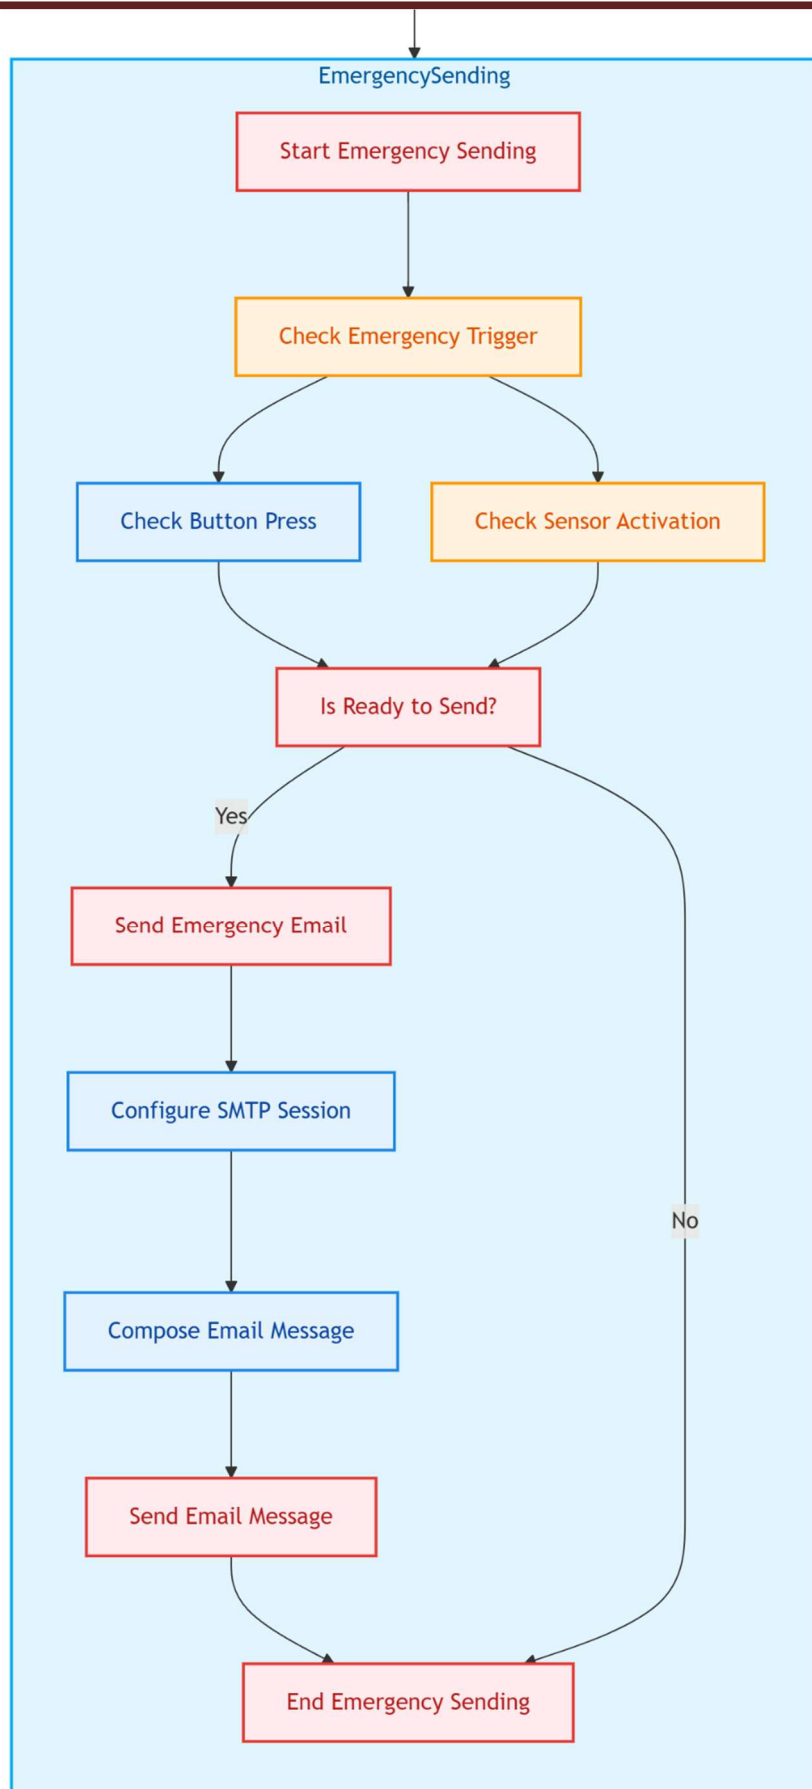 EmergencySending
Start Emergency Sending
Check Emergency Trigger
Check Button Press
Check Sensor Activation
Is Ready to Send?
Yes
Send Emergency Email
Configure SMTP Session
No
Compose Email Message
Send Email Message
End Emergency Sending